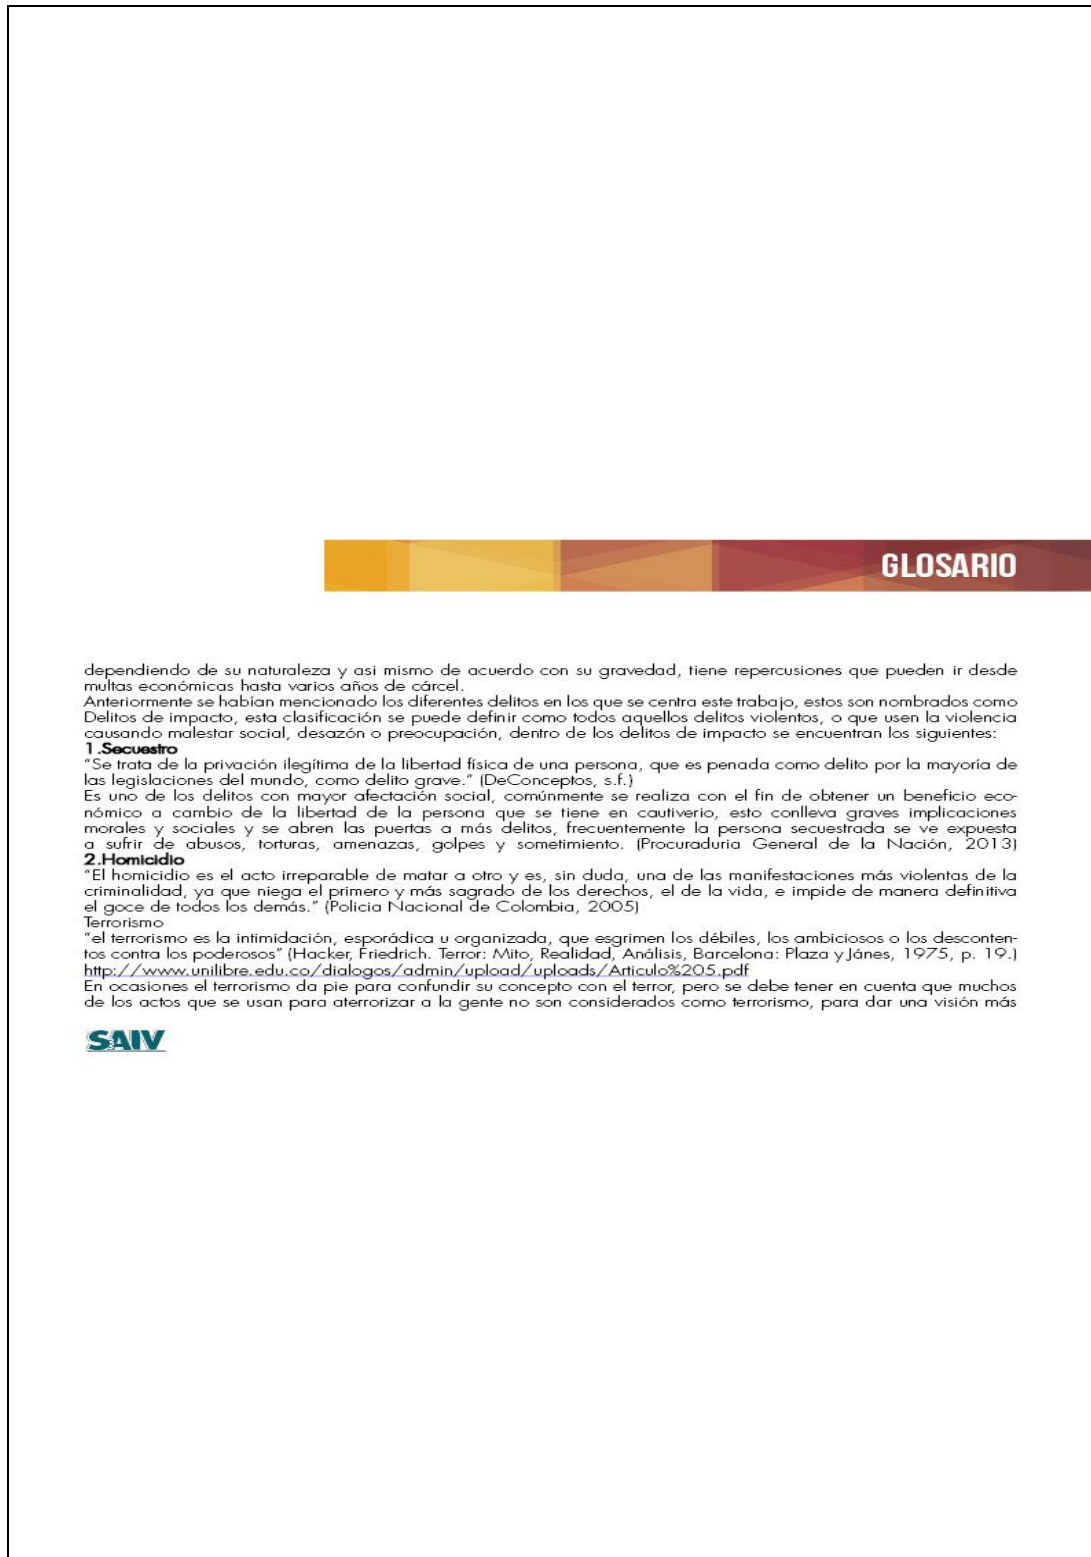 GLOSARIO
dependiendo de su naturaleza y asi mismo de acuerdo con su gravedad, tiene repercusiones que pueden ir desde
multas económicas hasta varios años de cárcel.
Anteriormente se habían mencionado los diferentes delitos en los que se centra este trabajo, estos son nombrados como
Delitos de impacto, esta clasificación se puede definir como todos aquellos delitos violentos, o que usen la violencia
causando malestar social, desazón o preocupación, dentro de los delitos de impacto se encuentran los siguientes:
1.Secuestro
"Se trata de la privación ilegítima de la libertad física de una persona, que es penada como delito por la mayoría de
las legislaciones del mundo, como delito grave." (DeConceptos, s.f.)
Es uno de los delitos con mayor afectación social, comúnmente se realiza con el fin de obtener un beneficio eco-
nómico a cambio de la libertad de la persona que se tiene en cautiverio, esto conlleva graves implicaciones
morales y sociales y se abren las puertas a más delitos, frecuentemente la persona secuestrada se ve expuesta
a sufrir de abusos, torturas, amenazas, golpes y sometimiento. (Procuraduria General de la Nación, 2013)
2.Homicidio
"El homicidio es el acto irreparable de matar a otro y es, sin duda, una de las manifestaciones más violentas de la
criminalidad, ya que niega el primero y más sagrado de los derechos, el de la vida, e impide de manera definitiva
el goce de todos los demás." (Policia Nacional de Colombia, 2005)
Terrorismo
"el terrorismo es la intimidación, esporádica u organizada, que esgrimen los débiles, los ambiciosos o los desconten-
tos contra los poderosos" (Hacker, Friedrich. Terror: Mito, Realidad, Análisis, Barcelona: Plaza y Jánes, 1975, p. 19.)
http://www.unilibre.edu.co/dialogos/admin/upload/uploads/Articulo%205.pdf
En ocasiones el terrorismo da pie para confundir su concepto con el terror, pero se debe tener en cuenta que muchos
de los actos que se usan para aterrorizar a la gente no son considerados como terrorismo, para dar una visión más
SAIV